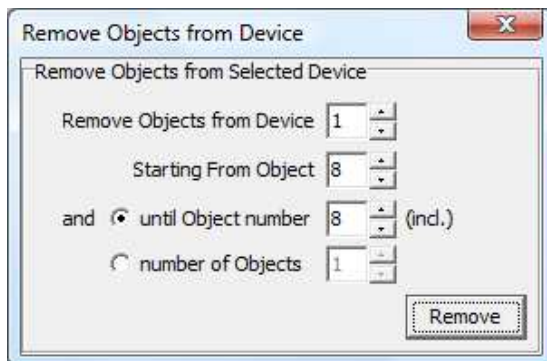 Remove Objects from Device
Remove Objects from Selected Device
Remove Objects from Device 1
Starting From Object 8
and until Object number 8 (incl.)
number of Objects 1
Remove